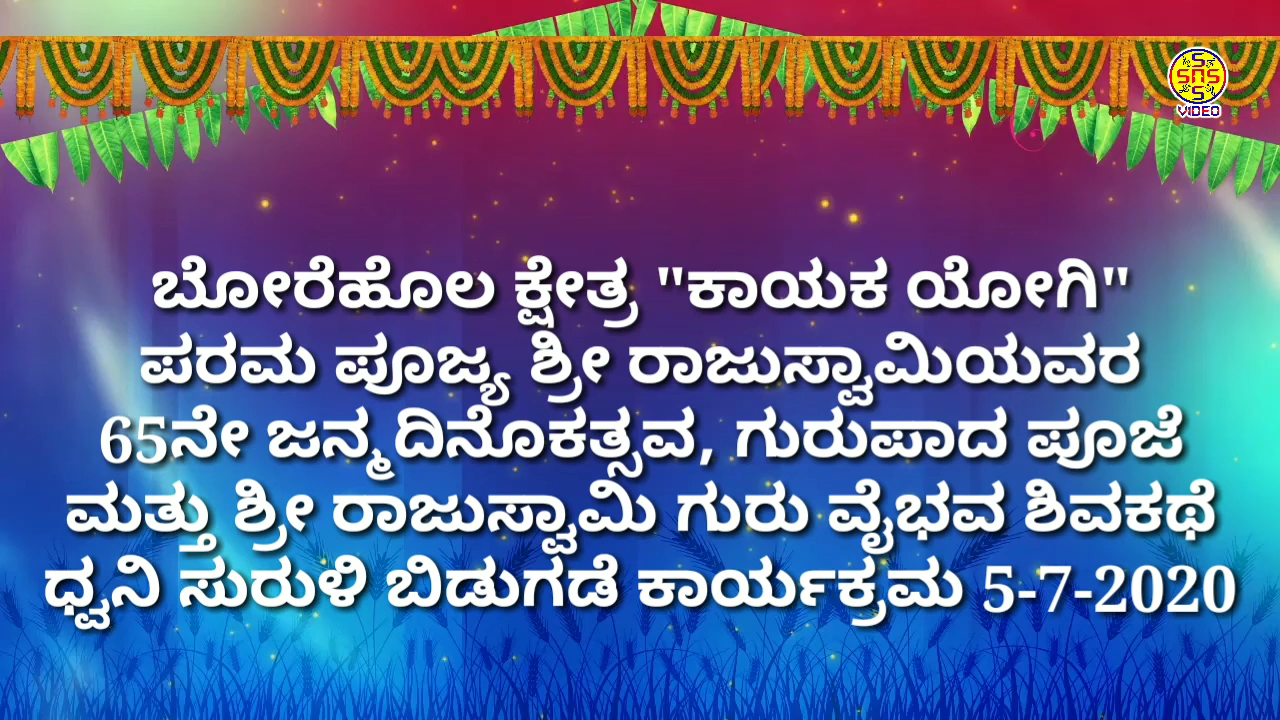 S
SNS
S
VIDEO
ಬೋರೆಹೊಲ ಕ್ಷೇತ್ರ "ಕಾಯಕ ಯೋಗಿ"
ಪರಮ ಪೂಜ್ಯ ಶ್ರೀ ರಾಜುಸ್ವಾಮಿಯವರ
65ನೇ ಜನ್ಮದಿನೊಕತ್ಸವ, ಗುರುಪಾದ ಪೂಜೆ
ಮತ್ತು ಶ್ರೀ ರಾಜುಸ್ವಾಮಿ ಗುರು ವೈಭವ ಶಿವಕಥೆ
ಧ್ವನಿ ಸುರುಳಿ ಬಿಡುಗಡೆ ಕಾರ್ಯಕ್ರಮ 5-7-2020